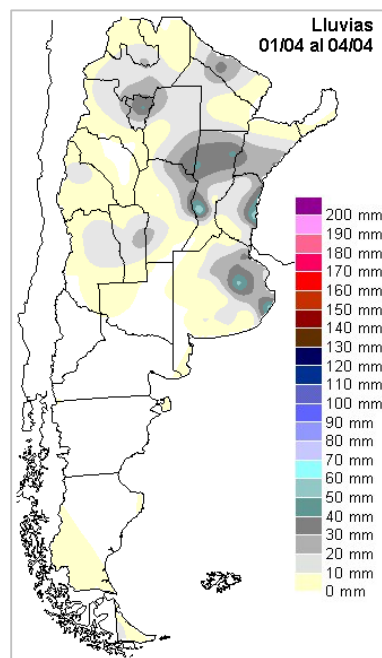 Lluvias
01/04 al 04/04
200 mm
190 mm
180 mm
170 mm
160 mm
150 mm
140 mm
130 mm
120 mm
110 mm
100 mm
90 mm
80 mm
70 mm
60 mm
50 mm
40 mm
30 mm
20 mm
10 mm
0 mm